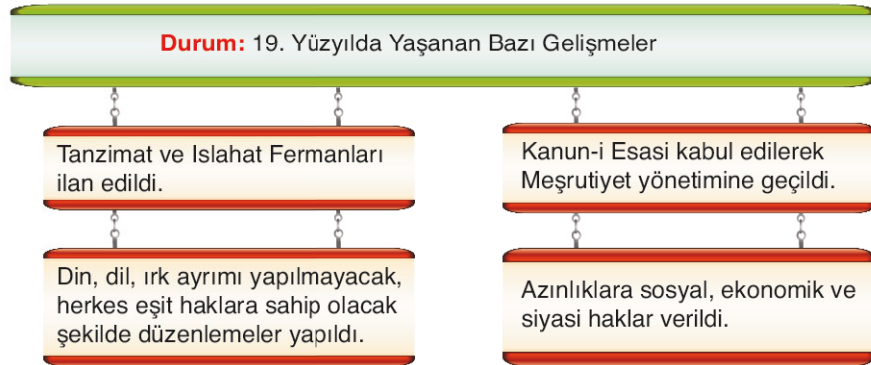 Durum: 19. Yüzyılda Yaşanan Bazı Gelişmeler
Tanzimat ve Islahat Fermanları
ilan edildi.
Kanun-i Esasi kabul edilerek
Meşrutiyet yönetimine geçildi.
Din, dil, ırk ayrımı yapılmayacak,
herkes eşit haklara sahip olacak
şekilde düzenlemeler yapıldı.
Azınlıklara sosyal, ekonomik ve
siyasi haklar verildi.